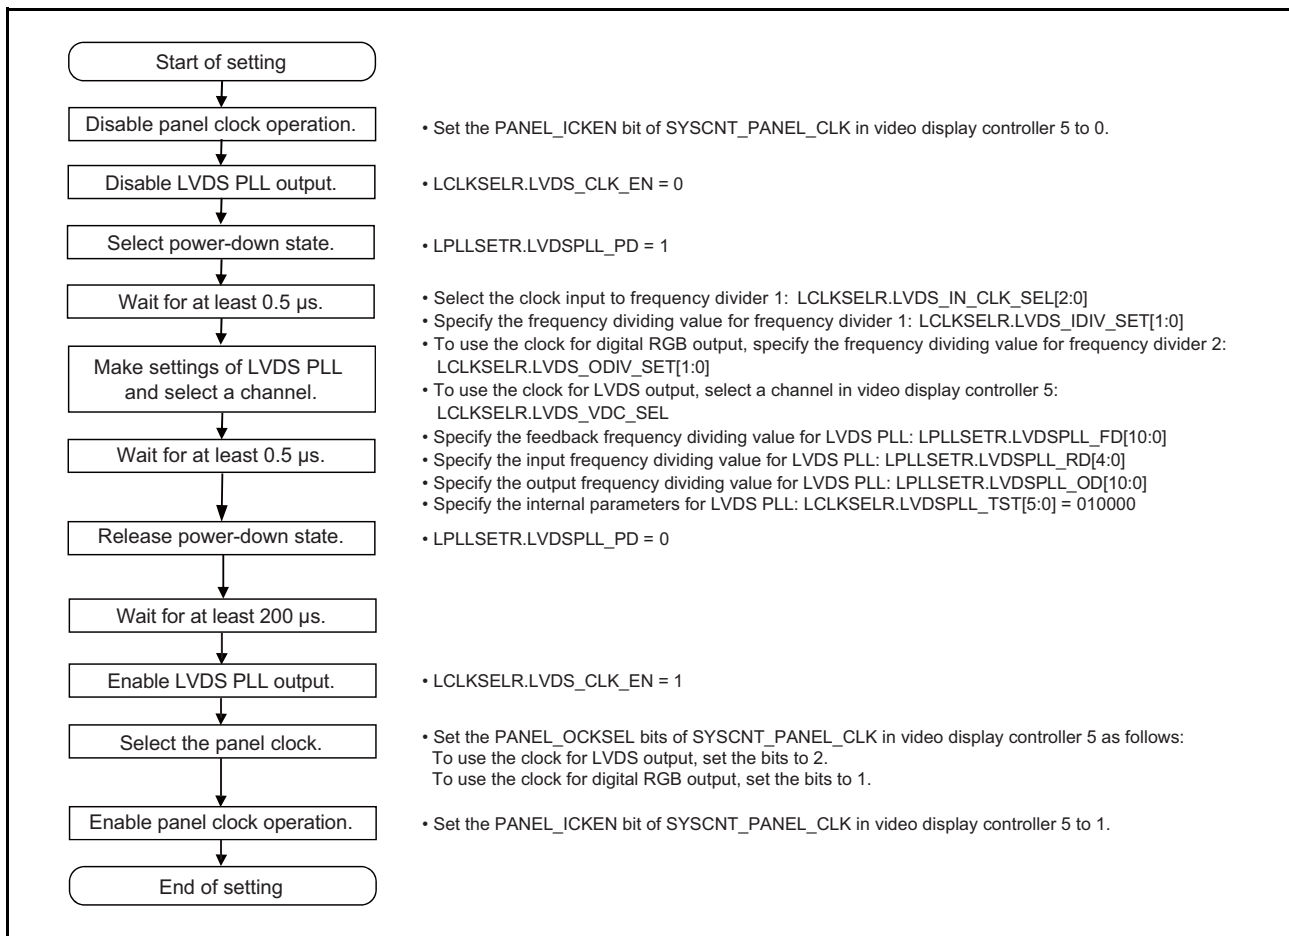 Start of setting
Disable panel clock operation.
• Set the PANEL_ICKEN bit of SYSCNT_PANEL_CLK in video display controller 5 to 0.
Disable LVDS PLL output.
• LCLKSELR.LVDS_CLK_EN = 0
Select power-down state.
• LPLLSETR.LVDSPLL_PD = 1
Wait for at least 0.5 µs.
Make settings of LVDS PLL
and select a channel.
• Select the clock input to frequency divider 1: LCLKSELR.LVDS_IN_CLK_SEL[2:0]
• Specify the frequency dividing value for frequency divider 1: LCLKSELR.LVDS_IDIV_SET[1:0]
• To use the clock for digital RGB output, specify the frequency dividing value for frequency divider 2:
LCLKSELR.LVDS_ODIV_SET[1:0]
• To use the clock for LVDS output, select a channel in video display controller 5:
LCLKSELR.LVDS_VDC_SEL
• Specify the feedback frequency dividing value for LVDS PLL: LPLLSETR.LVDSPLL_FD[10:0]
• Specify the input frequency dividing value for LVDS PLL: LPLLSETR.LVDSPLL_RD[4:0]
• Specify the output frequency dividing value for LVDS PLL: LPLLSETR.LVDSPLL_OD[10:0]
• Specify the internal parameters for LVDS PLL: LCLKSELR.LVDSPLL_TST[5:0] = 010000
Wait for at least 0.5 µs.
Release power-down state.
• LPLLSETR.LVDSPLL_PD = 0
Wait for at least 200 µs.
Enable LVDS PLL output.
• LCLKSELR.LVDS_CLK_EN = 1
Select the panel clock.
• Set the PANEL_OCKSEL bits of SYSCNT_PANEL_CLK in video display controller 5 as follows:
To use the clock for LVDS output, set the bits to 2.
To use the clock for digital RGB output, set the bits to 1.
Enable panel clock operation.
• Set the PANEL_ICKEN bit of SYSCNT_PANEL_CLK in video display controller 5 to 1.
End of setting